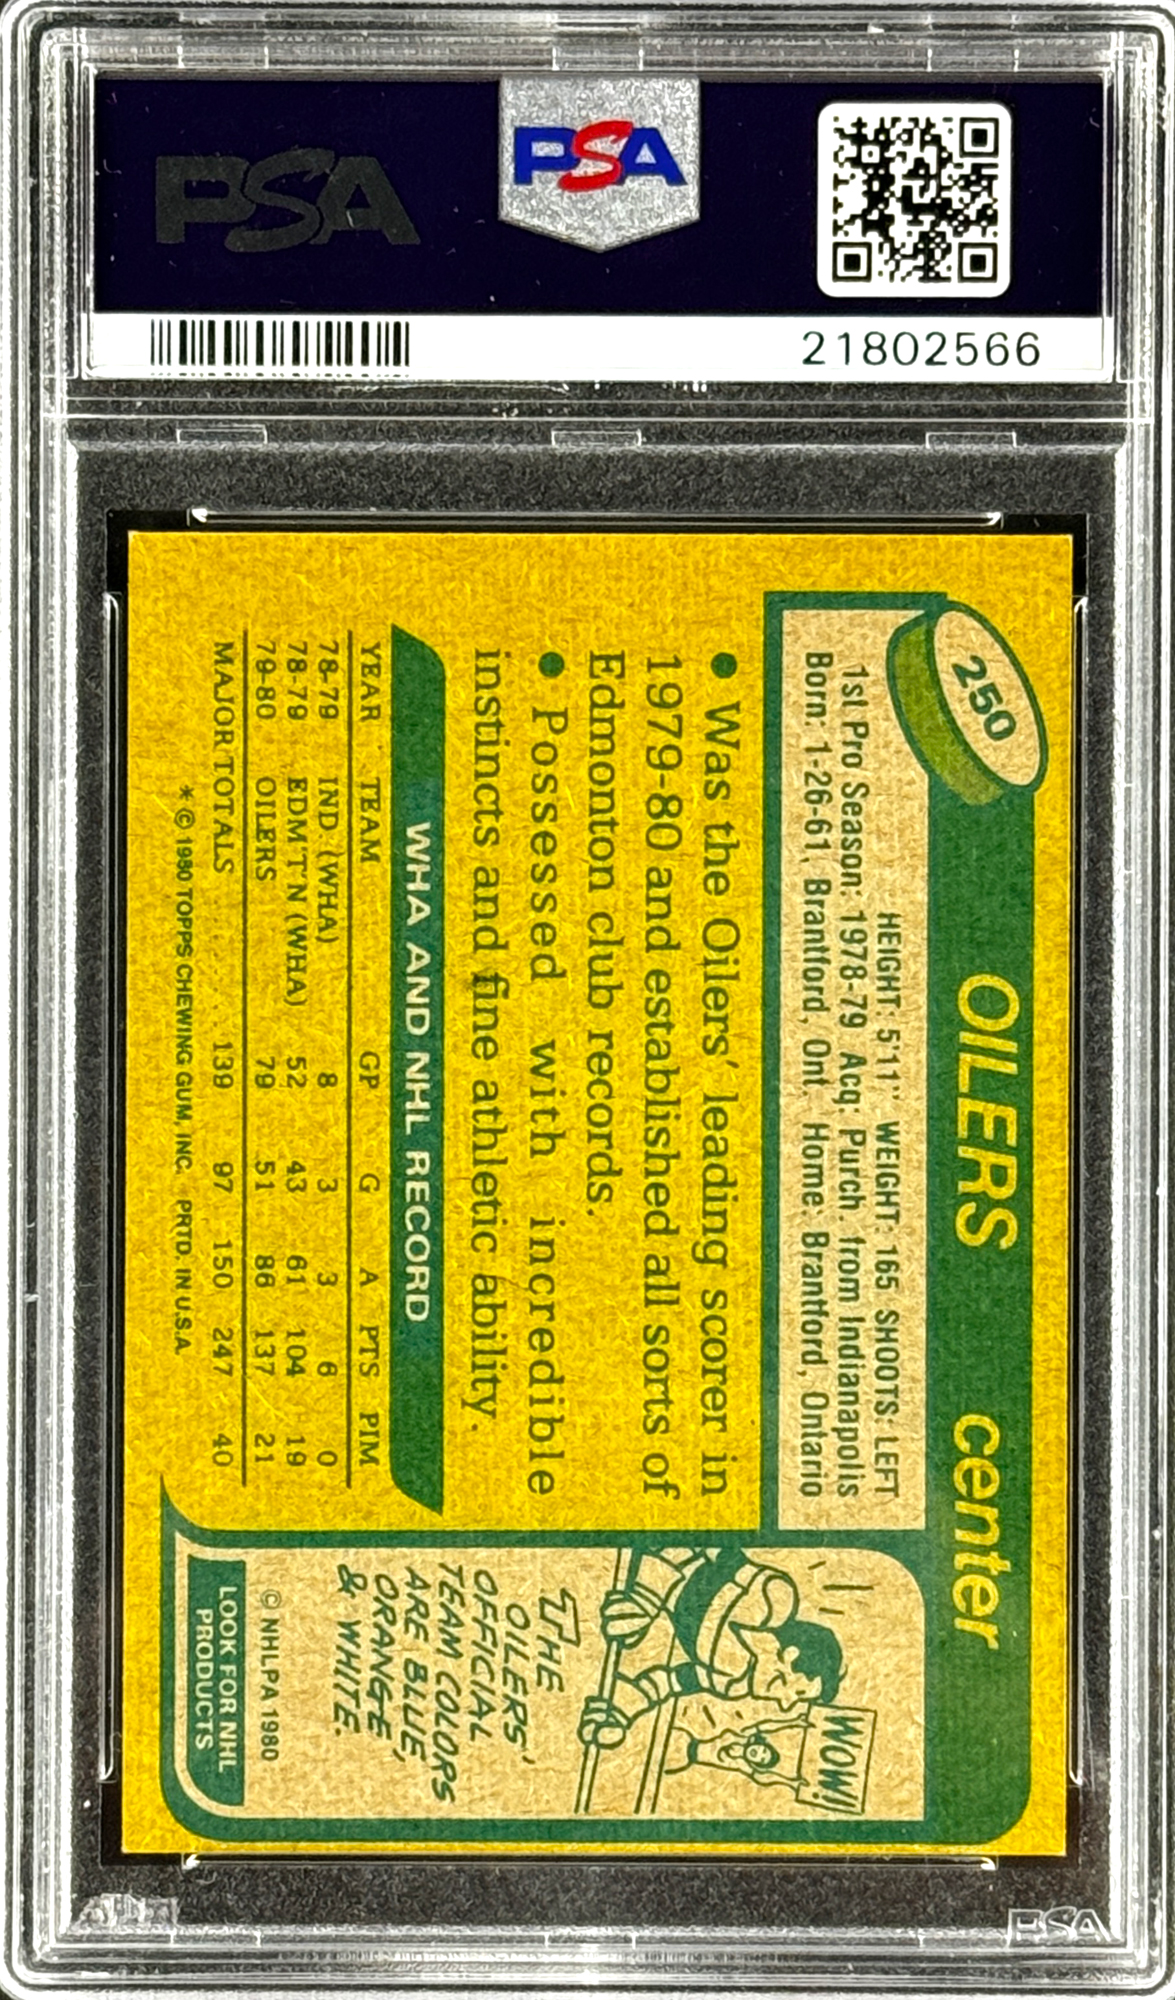 PSA
PSA
21802566
250
OILERS center
HEIGHT: 5'11" WEIGHT: 165 SHOOTS: LEFT
1st Pro Season: 1978-79 Acq: Purch. from Indianapolis
Born: 1-26-61, Brantford, Ont. Home: Brantford, Ontario
● Was the Oilers' leading scorer in
1979-80 and established all sorts of
Edmonton club records.
● Possessed with incredible
instincts and fine athletic ability.
WHA AND NHL RECORD
YEAR TEAM GP G A PTS PIM
78-79 IND. (WHA) 8 3 3 6 0
78-79 EDM'T'N (WHA) 52 43 61 104 19
79-80 OILERS 79 51 86 137 21
MAJOR TOTALS ....... 139 97 150 247 40
* © 1980 TOPPS CHEWING GUM, INC. PRTD. IN U.S.A.
WOW!
THE
OILERS'
OFFICIAL
TEAM COLORS
ARE BLUE,
ORANGE,
& WHITE.
© NHLPA 1980
LOOK FOR NHL
PRODUCTS
PSA